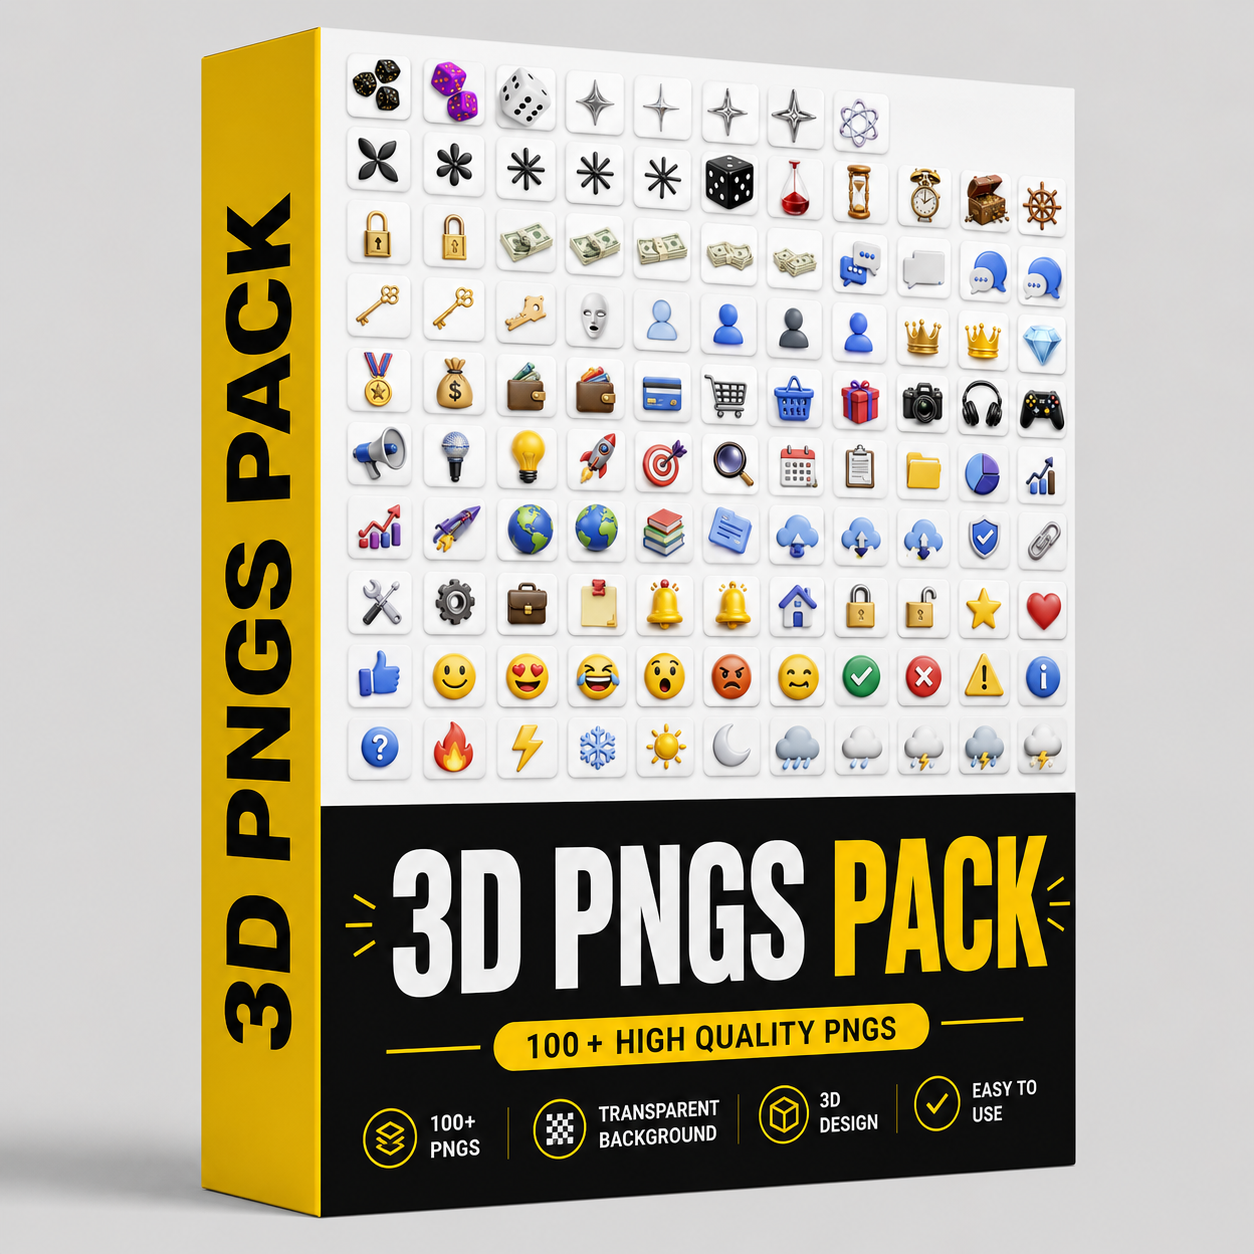 3D PNGS PACK
3D PNGS PACK
100+ HIGH QUALITY PNGS
100+
PNGS
TRANSPARENT
BACKGROUND
3D
DESIGN
EASY TO
USE